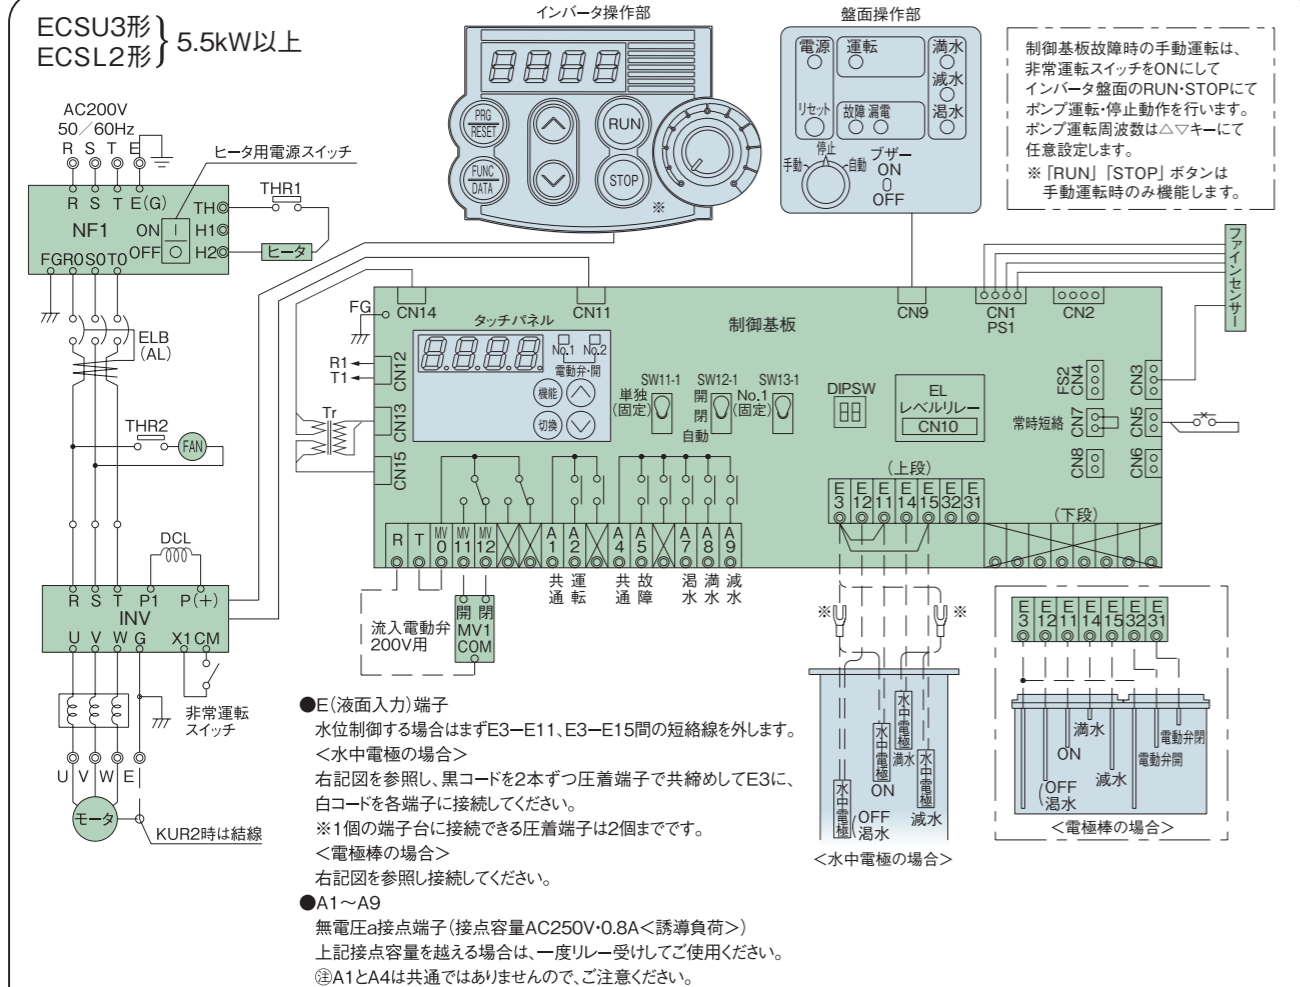 ECSU3形
ECSL2形
5.5kW以上
インバータ操作部
PRG
RESET
FUNC
DATA
RUN
STOP
※
盤面操作部
電源 運転 満水
減水
リセット 故障 漏電 渇水
停止
手動 自動
ブザー
ON
OFF
制御基板故障時の手動運転は、
非常運転スイッチをONにして
インバータ盤面のRUN・STOPにて
ポンプ運転・停止動作を行います。
ポンプ運転周波数は△▽キーにて
任意設定します。
※「RUN」「STOP」ボタンは
手動運転時のみ機能します。
AC200V
50／60Hz
R S T E
ヒータ用電源スイッチ
R S T E(G)
NF1
ON
OFF
TH
H1
H2
FG R0 S0 T0
THR1
ヒータ
ELB
(AL)
THR2
FAN
DCL
R S T P1 P(+)
INV
U V W G X1 CM
非常運転
スイッチ
U V W E
モータ
KUR2時は結線
FG
R1
T1
Tr
CN14
CN11
CN9
CN1
PS1
CN2
CN12
CN13
CN15
タッチパネル
No.1 No.2
電動弁・開
機能
切換
制御基板
SW11-1 SW12-1 SW13-1
単独
(固定)
開
閉
自動
No.1
(固定)
DIPSW
EL
レベルリレー
CN10
FS2
CN4
CN3
常時短絡
CN7
CN5
CN8
CN6
ファインセンサー
(上段)
E3 E12 E11 E14 E15 E32 E31
(下段)
R T MV0 MV11 MV12 A1 A2 A4 A5 A7 A8 A9
共通 運転 共通 故障 渇水 満水 減水
流入電動弁
200V用
開 閉
MV1
COM
※ ※
水中電極
水中電極
水中電極
水中電極
満水
ON
OFF
渇水
減水
＜水中電極の場合＞
E3 E12 E11 E14 E15 E32 E31
満水
ON
OFF
渇水
減水
電動弁開
電動弁閉
＜電極棒の場合＞
●E(液面入力)端子
水位制御する場合はまずE3ーE11、E3ーE15間の短絡線を外します。
＜水中電極の場合＞
右記図を参照し、黒コードを2本ずつ圧着端子で共締めしてE3に、
白コードを各端子に接続してください。
※1個の端子台に接続できる圧着端子は2個までです。
＜電極棒の場合＞
右記図を参照し接続してください。
●A1～A9
無電圧a接点端子(接点容量AC250V・0.8A＜誘導負荷＞)
上記接点容量を越える場合は、一度リレー受けしてご使用ください。
㊟A1とA4は共通ではありませんので、ご注意ください。